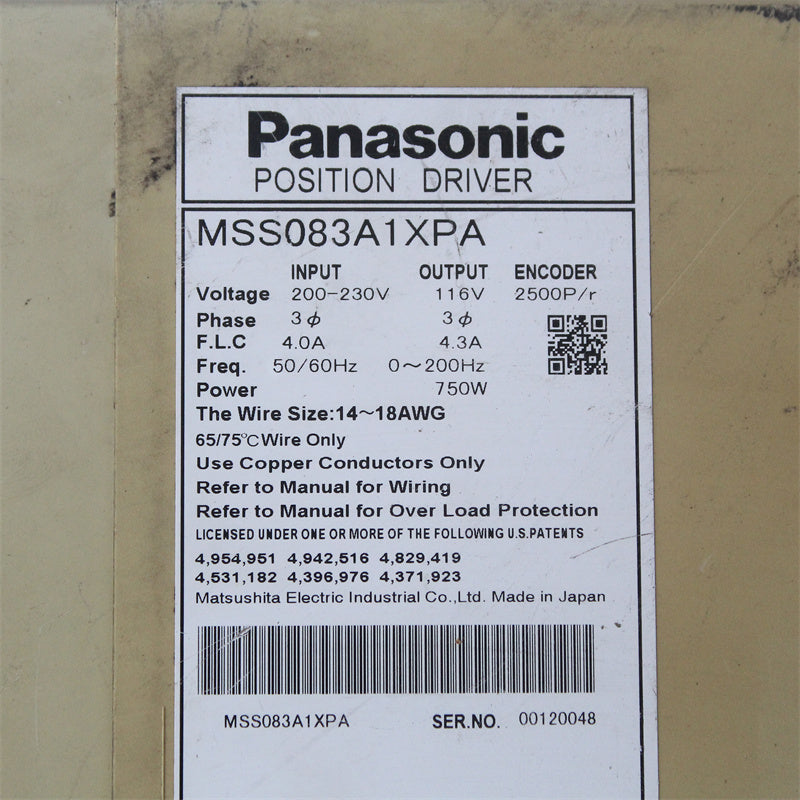 Panasonic
POSITION DRIVER
MSS083A1XPA
INPUT OUTPUT ENCODER
Voltage 200-230V 116V 2500P/r
Phase 3ϕ 3ϕ
F.L.C 4.0A 4.3A
Freq. 50/60Hz 0～200Hz
Power 750W
The Wire Size:14～18AWG
65/75℃ Wire Only
Use Copper Conductors Only
Refer to Manual for Wiring
Refer to Manual for Over Load Protection
LICENSED UNDER ONE OR MORE OF THE FOLLOWING U.S.PATENTS
4,954,951 4,942,516 4,829,419
4,531,182 4,396,976 4,371,923
Matsushita Electric Industrial Co.,Ltd. Made in Japan
MSS083A1XPA SER.NO. 00120048